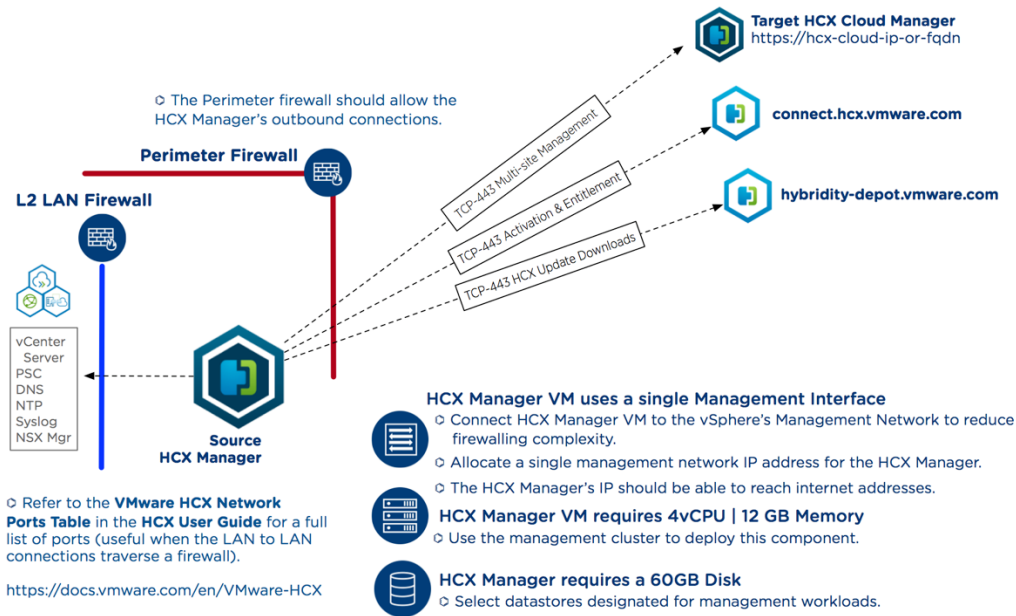 Target HCX Cloud Manager
https://hcx-cloud-ip-or-fqdn
⌬ The Perimeter firewall should allow the
HCX Manager's outbound connections.
connect.hcx.vmware.com
Perimeter Firewall
hybridity-depot.vmware.com
L2 LAN Firewall
TCP-443 Multi-site Management
TCP-443 Activation & Entitlement
TCP-443 HCX Update Downloads
vCenter
Server
PSC
DNS
NTP
Syslog
NSX Mgr
Source
HCX Manager
HCX Manager VM uses a single Management Interface
⌬ Connect HCX Manager VM to the vSphere's Management Network to reduce
firewalling complexity.
⌬ Allocate a single management network IP address for the HCX Manager.
⌬ The HCX Manager's IP should be able to reach internet addresses.
HCX Manager VM requires 4vCPU | 12 GB Memory
⌬ Use the management cluster to deploy this component.
HCX Manager requires a 60GB Disk
⌬ Select datastores designated for management workloads.
⌬ Refer to the VMware HCX Network
Ports Table in the HCX User Guide for a full
list of ports (useful when the LAN to LAN
connections traverse a firewall).
https://docs.vmware.com/en/VMware-HCX